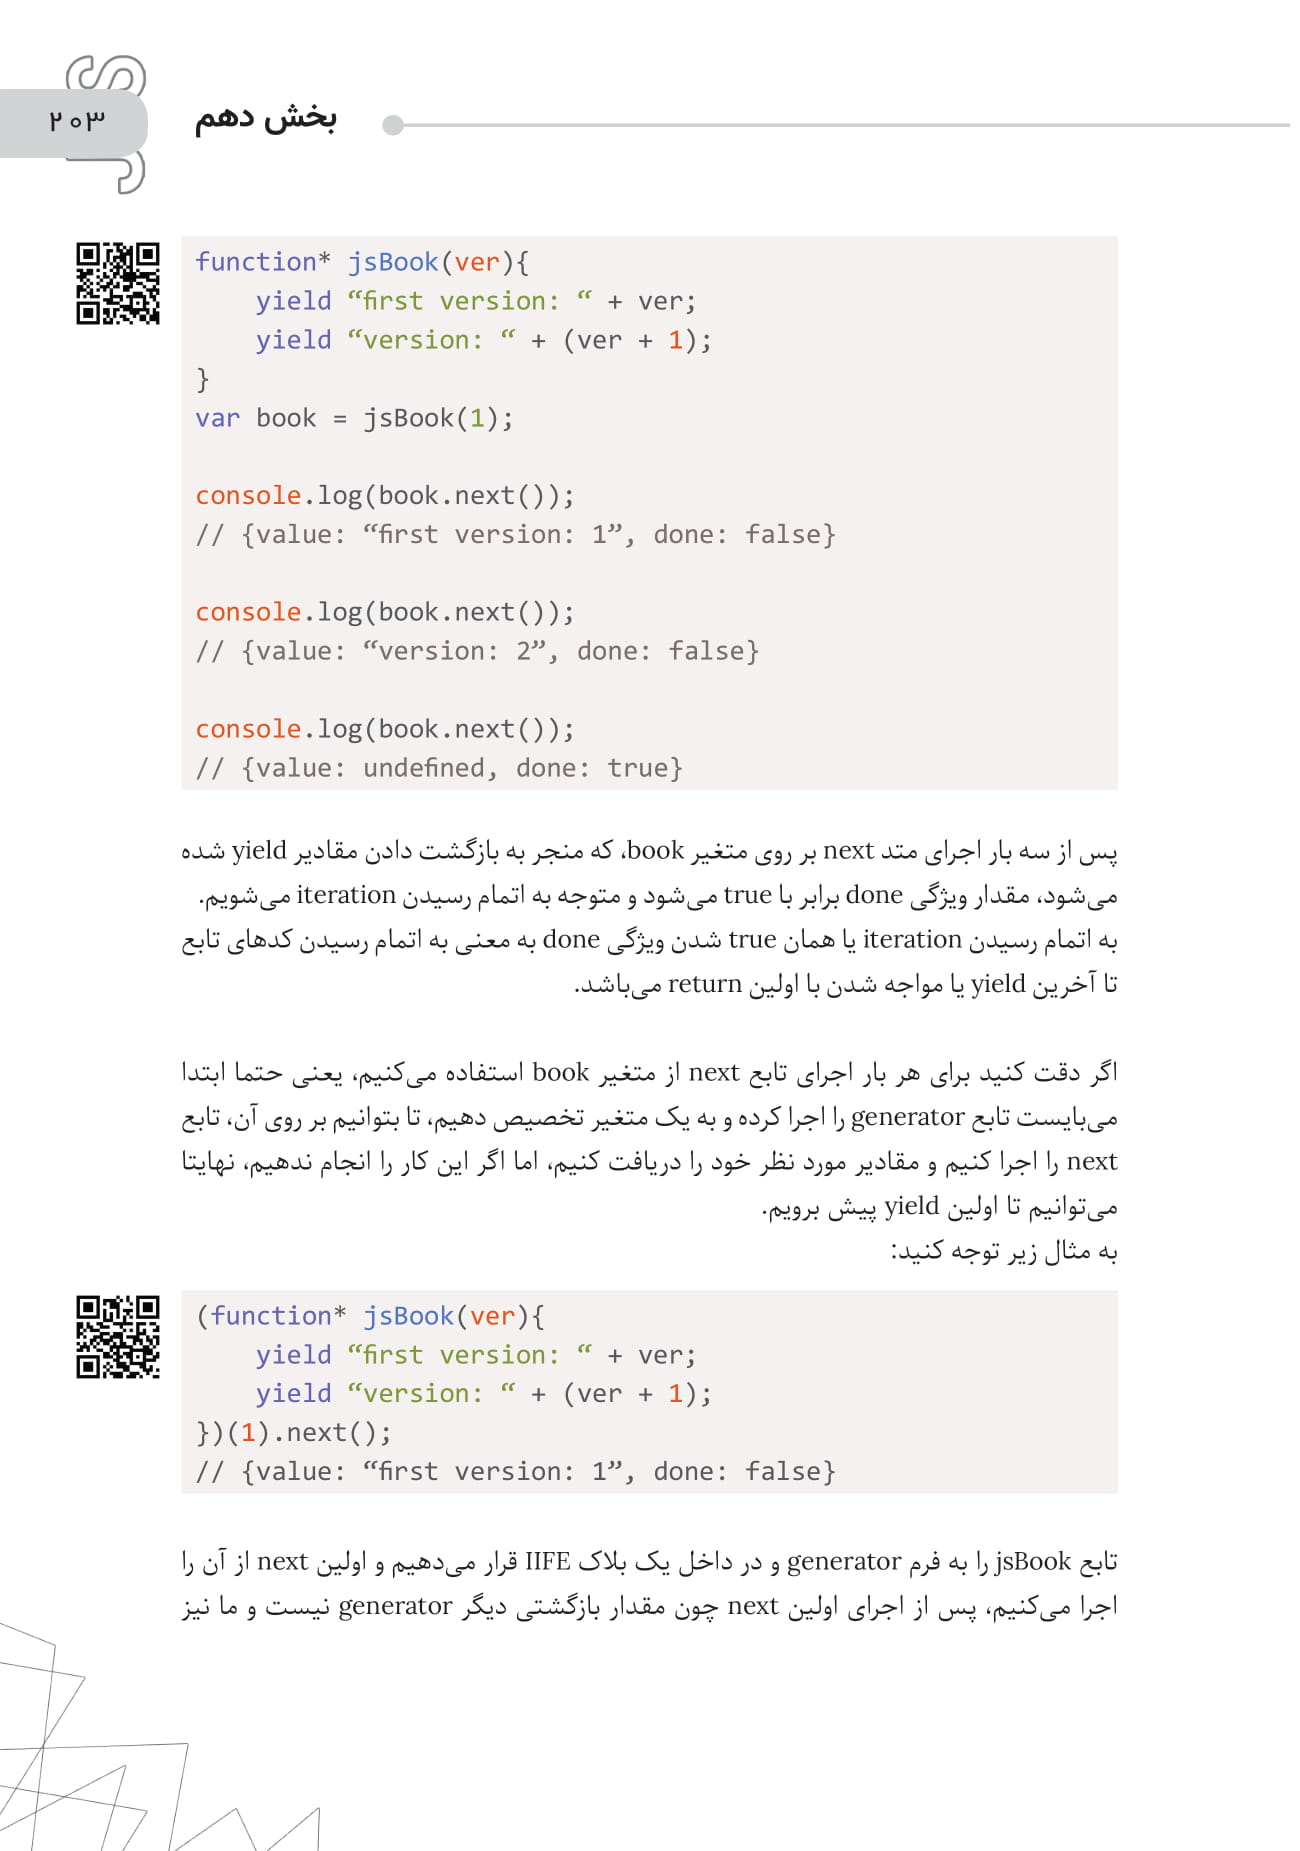 JS
۲۰۳
بخش دهم
function* jsBook(ver){
    yield “first version: “ + ver;
    yield “version: “ + (ver + 1);
}
var book = jsBook(1);
console.log(book.next());
// {value: “first version: 1”, done: false}
console.log(book.next());
// {value: “version: 2”, done: false}
console.log(book.next());
// {value: undefined, done: true}
پس از سه بار اجرای متد next بر روی متغیر book، که منجر به بازگشت دادن مقادیر yield شده
می‌شود، مقدار ویژگی done برابر با true می‌شود و متوجه به اتمام رسیدن iteration می‌شویم.
به اتمام رسیدن iteration یا همان true شدن ویژگی done به معنی به اتمام رسیدن کدهای تابع
تا آخرین yield یا مواجه شدن با اولین return می‌باشد.
اگر دقت کنید برای هر بار اجرای تابع next از متغیر book استفاده می‌کنیم، یعنی حتما ابتدا
می‌بایست تابع generator را اجرا کرده و به یک متغیر تخصیص دهیم، تا بتوانیم بر روی آن، تابع
next را اجرا کنیم و مقادیر مورد نظر خود را دریافت کنیم، اما اگر این کار را انجام ندهیم، نهایتا
می‌توانیم تا اولین yield پیش برویم.
به مثال زیر توجه کنید:
(function* jsBook(ver){
    yield “first version: “ + ver;
    yield “version: “ + (ver + 1);
})(1).next();
// {value: “first version: 1”, done: false}
تابع jsBook را به فرم generator و در داخل یک بلاک IIFE قرار می‌دهیم و اولین next از آن را
اجرا می‌کنیم، پس از اجرای اولین next چون مقدار بازگشتی دیگر generator نیست و ما نیز